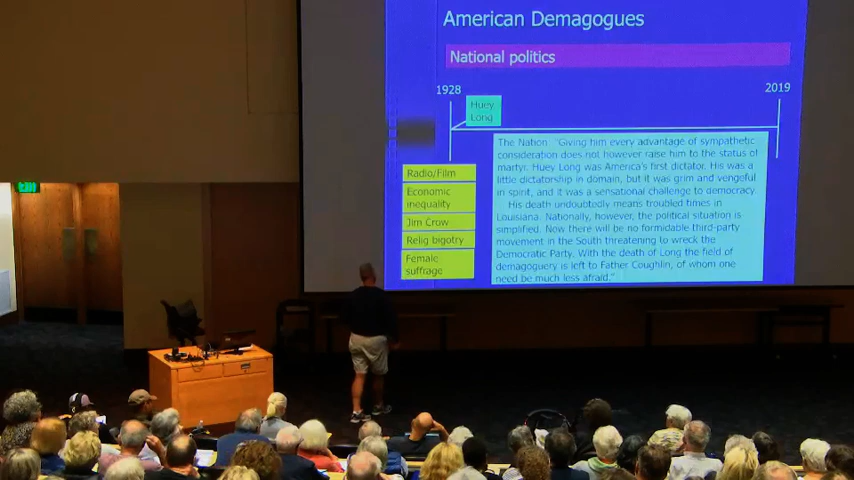 American Demagogues
National politics
1928
2019
Huey
Long
Radio/Film
Economic
inequality
Jim Crow
Relig bigotry
Female
suffrage
The Nation. "Giving him every advantage of sympathetic
consideration does not however raise him to the status of
martyr. Huey Long was America's first dictator. His was a
little dictatorship in domain, but it was grim and vengeful
in spirit, and it was a sensational challenge to democracy.
His death undoubtedly means troubled times in
Louisiana. Nationally, however, the political situation is
simplified. Now there will be no formidable third-party
movement in the South threatening to wreck the
Democratic Party. With the death of Long the field of
demagoguery is left to Father Coughlin, of whom one
need be much less afraid."